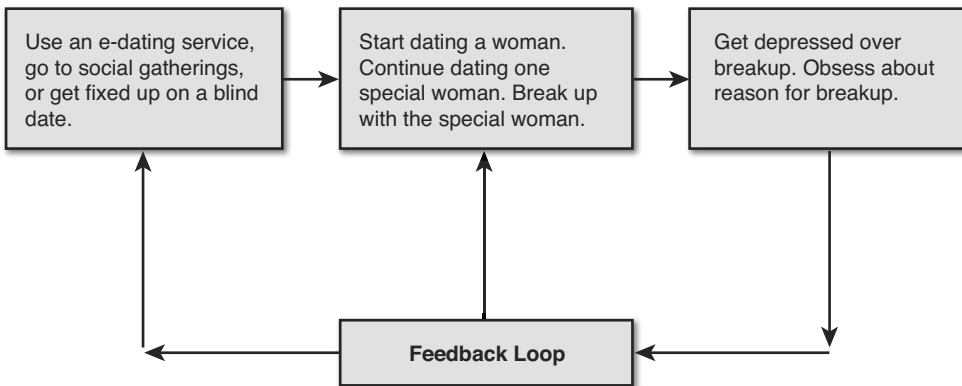 Use an e-dating service,
go to social gatherings,
or get fixed up on a blind
date.
Start dating a woman.
Continue dating one
special woman. Break up
with the special woman.
Get depressed over
breakup. Obsess about
reason for breakup.
Feedback Loop